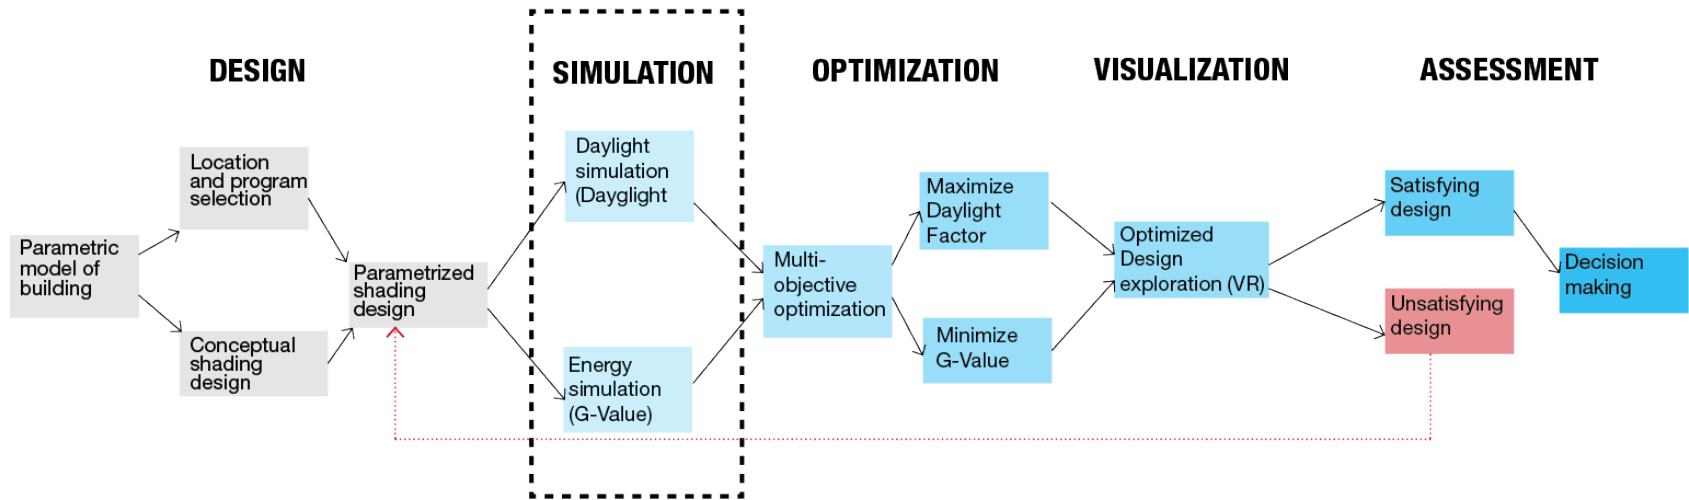 DESIGN
SIMULATION
OPTIMIZATION
VISUALIZATION
ASSESSMENT
Parametric
model of
building
Location
and program
selection
Conceptual
shading
design
Parametrized
shading
design
Daylight
simulation
(Dayglight
Energy
simulation
(G-Value)
Multi-
objective
optimization
Maximize
Daylight
Factor
Minimize
G-Value
Optimized
Design
exploration (VR)
Satisfying
design
Unsatisfying
design
Decision
making